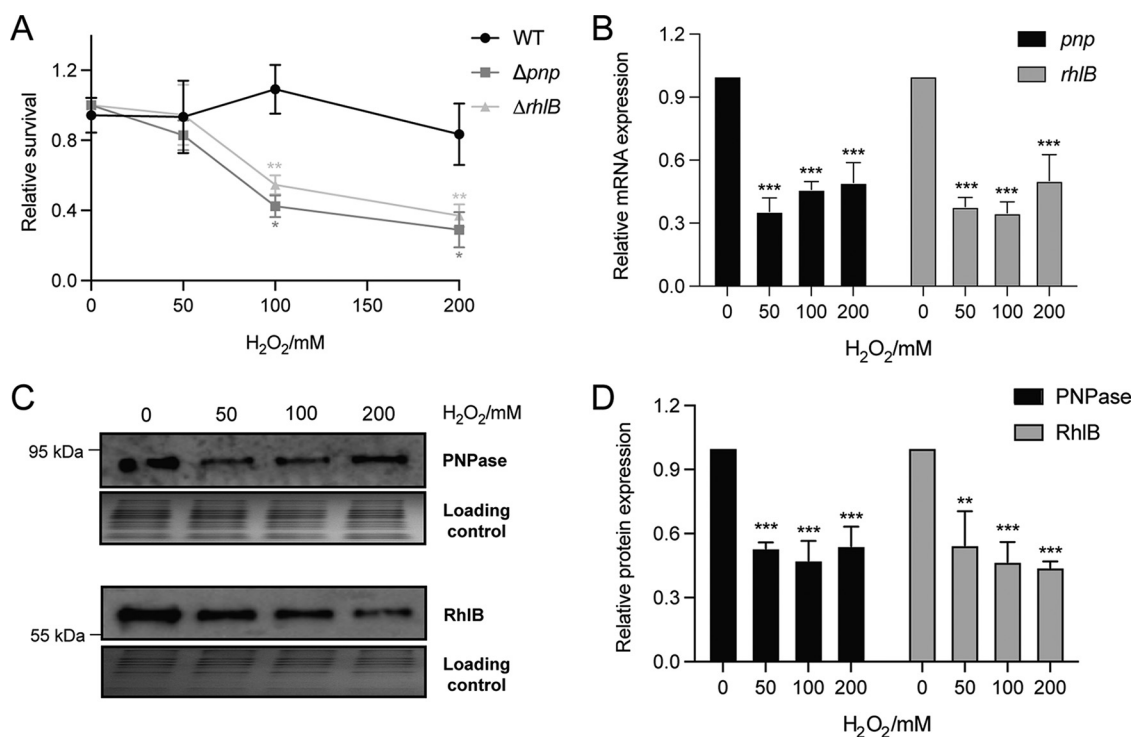 A
WT
Δpnp
ΔrhlB
1.2
0.8
0.4
0.0
Relative survival
**
*
**
*
0 50 100 150 200
H₂O₂/mM
B
pnp
rhlB
1.2
0.9
0.6
0.3
0.0
Relative mRNA expression
*** *** *** *** *** ***
0 50 100 200 0 50 100 200
H₂O₂/mM
C
0 50 100 200 H₂O₂/mM
95 kDa
PNPase
Loading
control
RhlB
55 kDa
Loading
control
D
PNPase
RhlB
1.2
0.9
0.6
0.3
0.0
Relative protein expression
*** *** *** ** *** ***
0 50 100 200 0 50 100 200
H₂O₂/mM